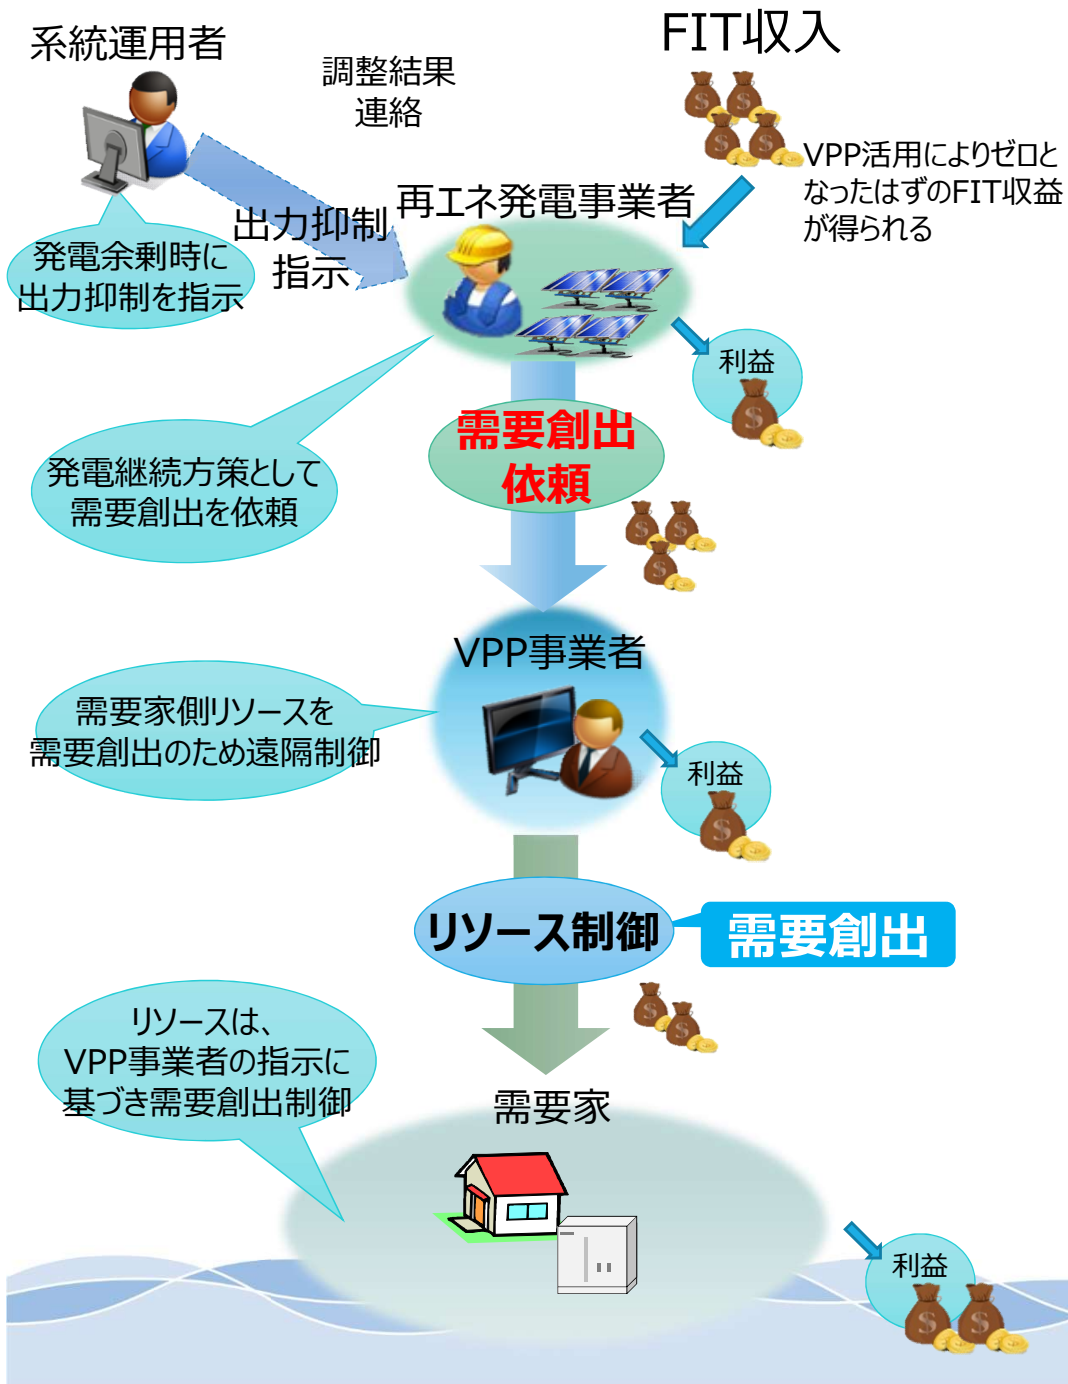 系統運用者
調整結果
連絡
FIT収入
VPP活用によりゼロと
なったはずのFIT収益
が得られる
再エネ発電事業者
出力抑制
指示
発電余剰時に
出力抑制を指示
利益
需要創出
依頼
発電継続方策として
需要創出を依頼
VPP事業者
需要家側リソースを
需要創出のため遠隔制御
利益
リソース制御
需要創出
リソースは、
VPP事業者の指示に
基づき需要創出制御
需要家
利益